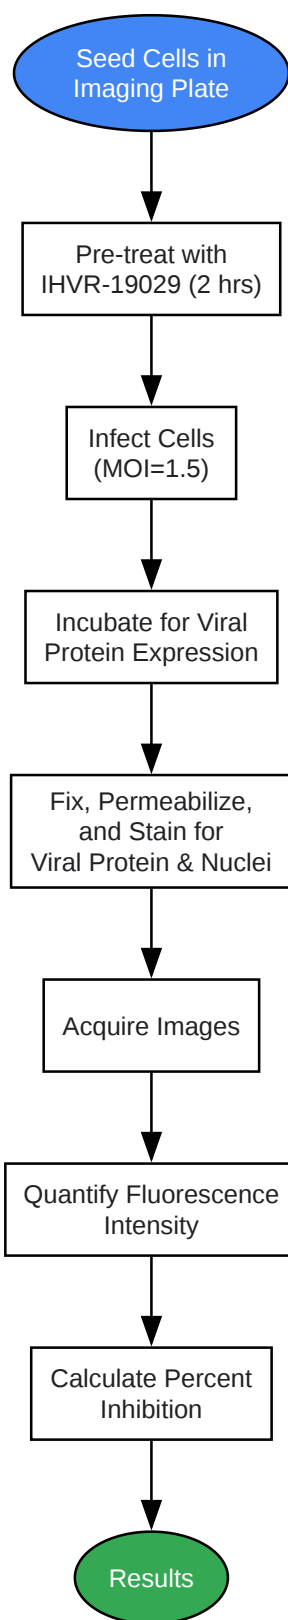 Seed Cells in
Imaging Plate
Pre-treat with
IHVR-19029 (2 hrs)
Infect Cells
(MOI=1.5)
Incubate for Viral
Protein Expression
Fix, Permeabilize,
and Stain for
Viral Protein & Nuclei
Acquire Images
Quantify Fluorescence
Intensity
Calculate Percent
Inhibition
Results